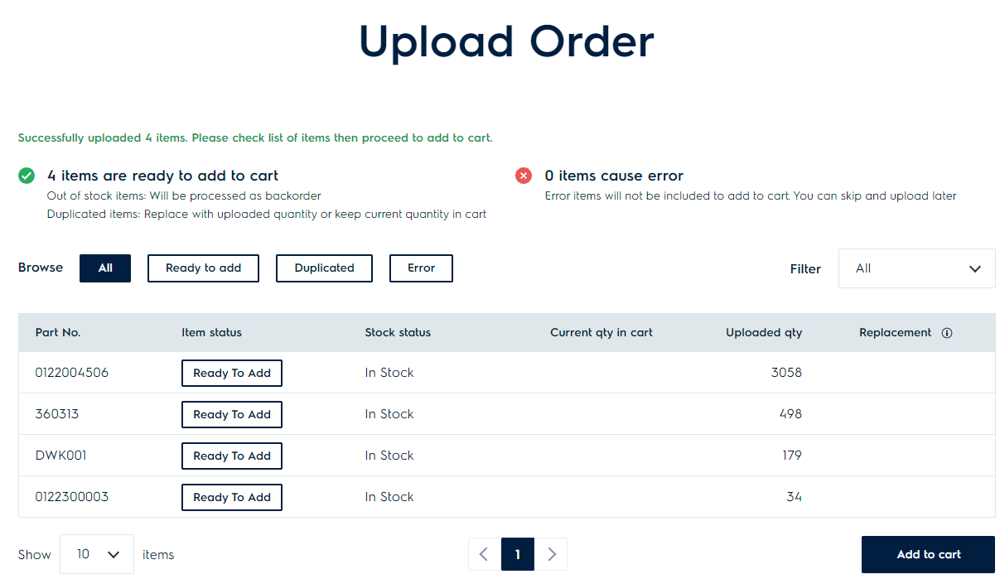 Upload Order
Successfully uploaded 4 items. Please check list of items then proceed to add to cart.
4 items are ready to add to cart
Out of stock items: Will be processed as backorder
Duplicated items: Replace with uploaded quantity or keep current quantity in cart
0 items cause error
Error items will not be included to add to cart. You can skip and upload later
Browse All Ready to add Duplicated Error Filter All
Part No. Item status Stock status Current qty in cart Uploaded qty Replacement
0122004506 Ready To Add In Stock 3058
360313 Ready To Add In Stock 498
DWK001 Ready To Add In Stock 179
0122300003 Ready To Add In Stock 34
Show 10 items 1 Add to cart